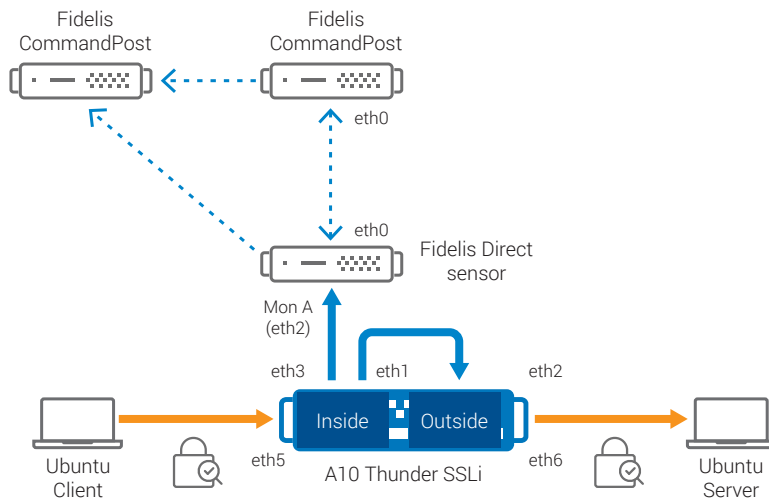 Fidelis
CommandPost
Fidelis
CommandPost
eth0
eth0
Fidelis Direct
sensor
Mon A
(eth2)
eth3
eth1
eth2
Inside
Outside
eth5
A10 Thunder SSLi
eth6
Ubuntu
Client
Ubuntu
Server